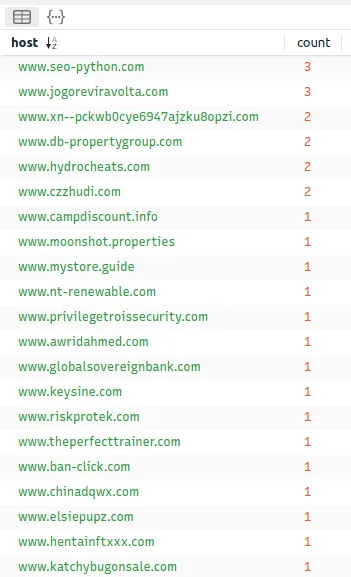 host count
www.seo-python.com 3
www.jogoreviravolta.com 3
www.xn--pckwb0cye6947ajzku8opzi.com 2
www.db-propertygroup.com 2
www.hydrocheats.com 2
www.czzhudi.com 2
www.campdiscount.info 1
www.moonshot.properties 1
www.mystore.guide 1
www.nt-renewable.com 1
www.privilegetroissecurity.com 1
www.awridahmed.com 1
www.globalsovereignbank.com 1
www.keysine.com 1
www.riskprotek.com 1
www.theperfecttrainer.com 1
www.ban-click.com 1
www.chinadqwx.com 1
www.elsiepupz.com 1
www.hentainftxxx.com 1
www.katchybugonsale.com 1